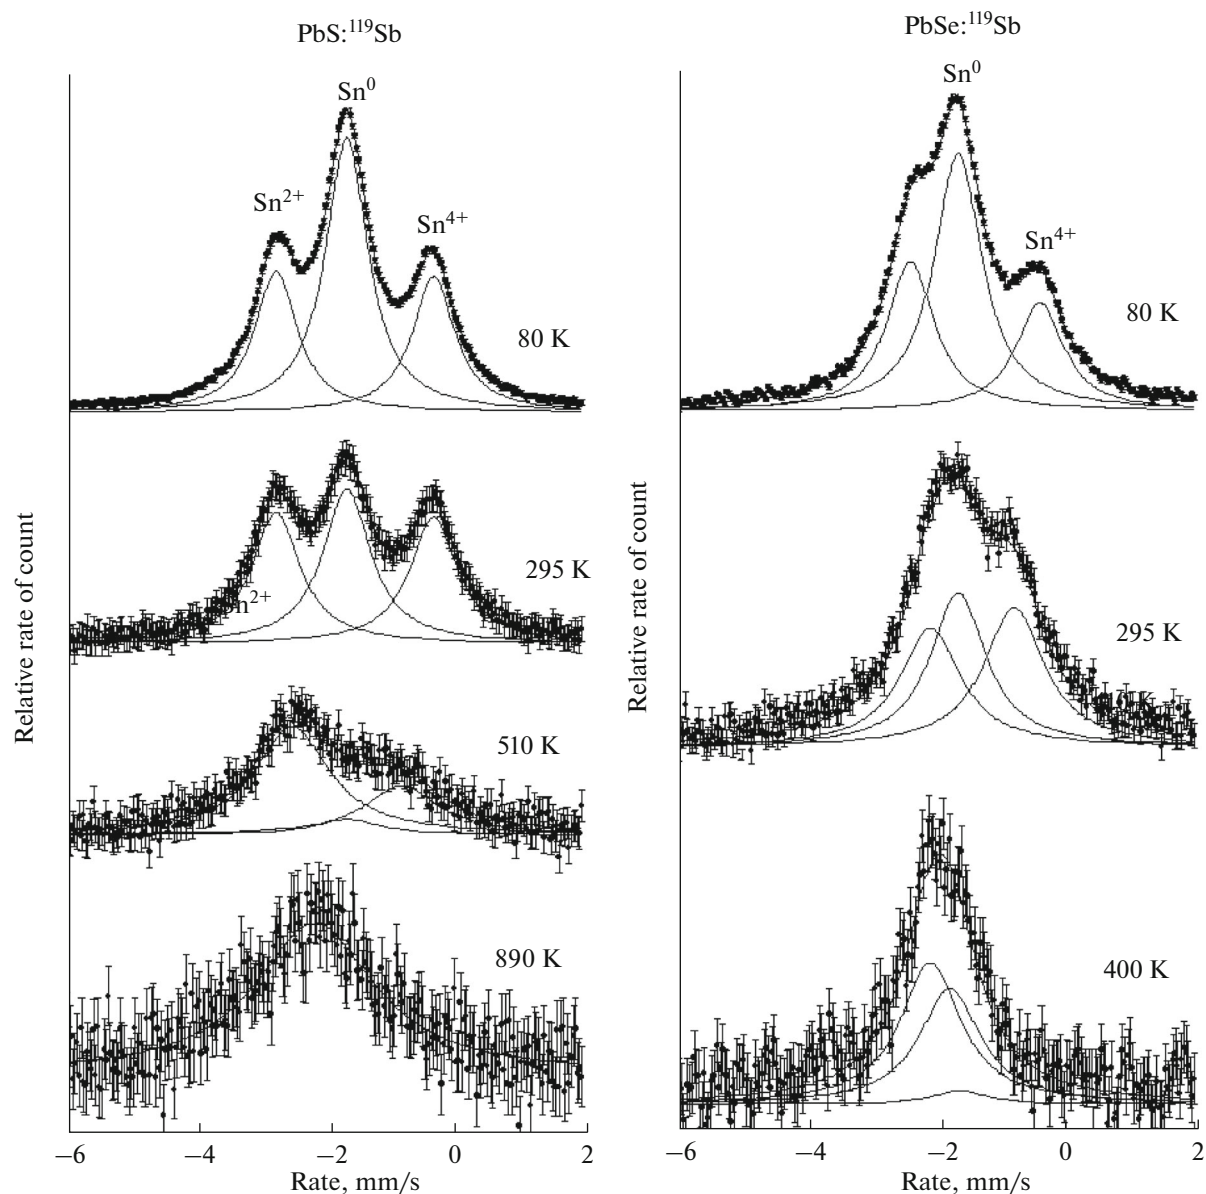 PbS:¹¹⁹Sb
Sn⁰
Sn²⁺
Sn⁴⁺
80 K
295 K
Sn²⁺
510 K
890 K
Relative rate of count
−6 −4 −2 0 2
Rate, mm/s
PbSe:¹¹⁹Sb
Sn⁰
Sn⁴⁺
80 K
295 K
400 K
Relative rate of count
−6 −4 −2 0 2
Rate, mm/s